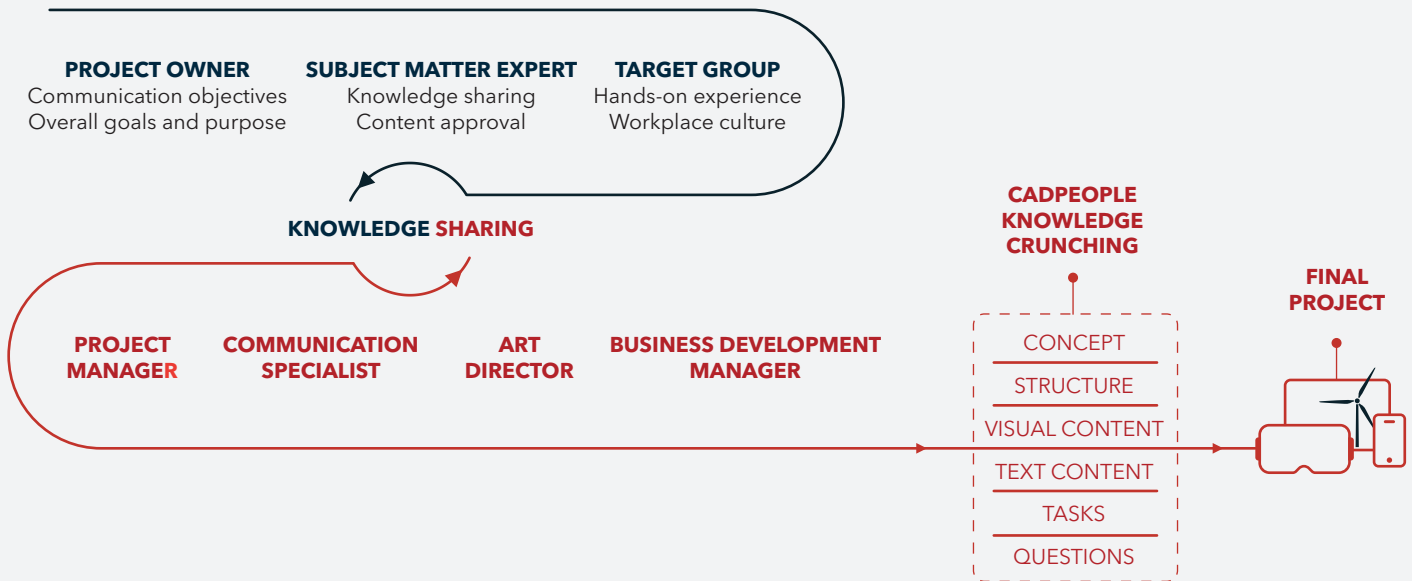 PROJECT OWNER
Communication objectives
Overall goals and purpose
SUBJECT MATTER EXPERT
Knowledge sharing
Content approval
TARGET GROUP
Hands-on experience
Workplace culture
KNOWLEDGE SHARING
PROJECT
MANAGER
COMMUNICATION
SPECIALIST
ART
DIRECTOR
BUSINESS DEVELOPMENT
MANAGER
CADPEOPLE
KNOWLEDGE
CRUNCHING
CONCEPT
STRUCTURE
VISUAL CONTENT
TEXT CONTENT
TASKS
QUESTIONS
FINAL
PROJECT